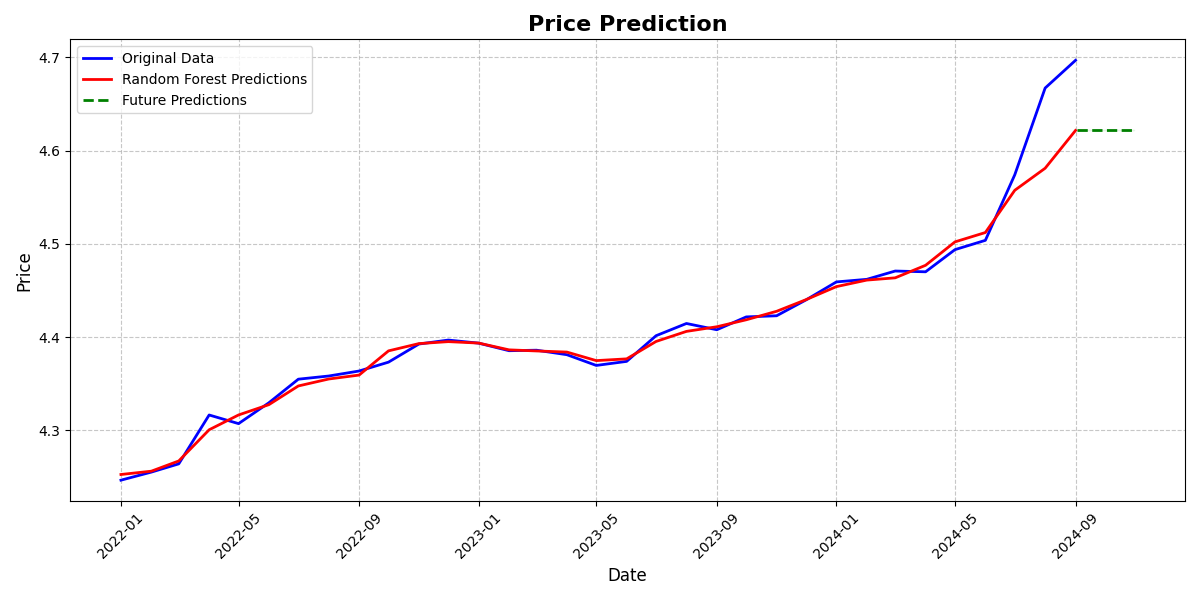 Price Prediction
Original Data
Random Forest Predictions
Future Predictions
Price
4.7
4.6
4.5
4.4
4.3
2022-01
2022-05
2022-09
2023-01
2023-05
2023-09
2024-01
2024-05
2024-09
Date